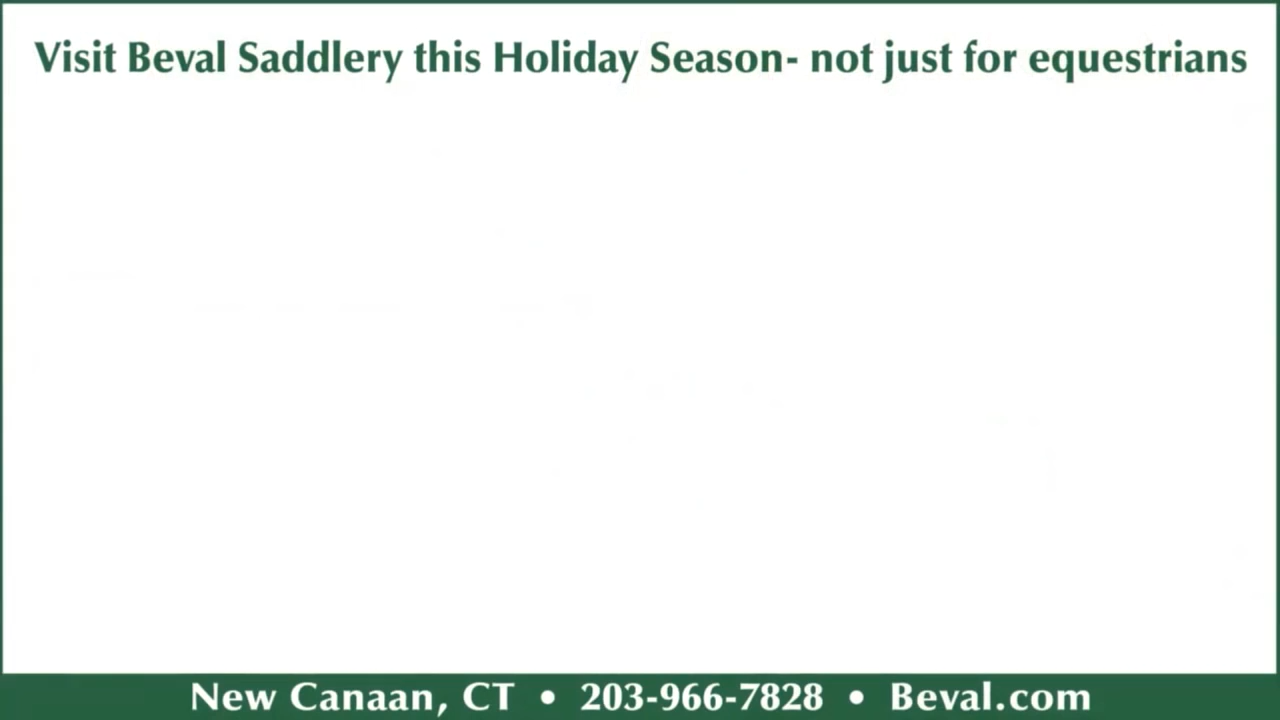 Visit Beval Saddlery this Holiday Season- not just for equestrians
New Canaan, CT • 203-966-7828 • Beval.com